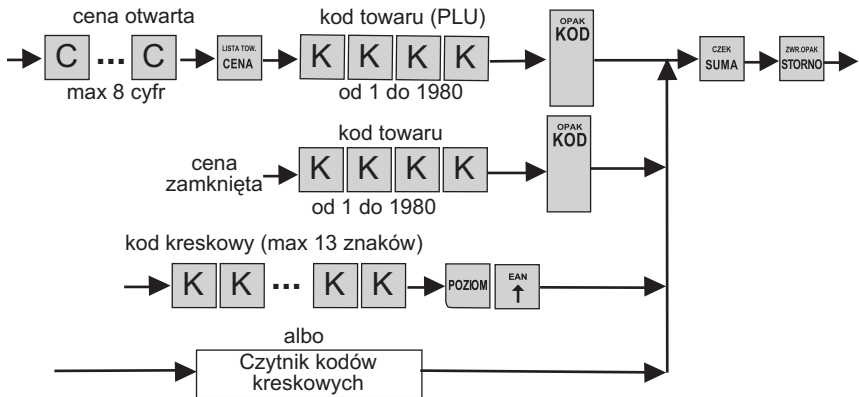 cena otwarta
kod towaru (PLU)
C ... C
LISTA TOW.
CENA
K K K K
OPAK
KOD
CZEK
SUMA
ZWR.OPAK
STORNO
max 8 cyfr
od 1 do 1980
kod towaru
cena
zamknięta
K K K K
OPAK
KOD
od 1 do 1980
kod kreskowy (max 13 znaków)
K K ... K K
POZIOM
EAN
↑
albo
Czytnik kodów
kreskowych